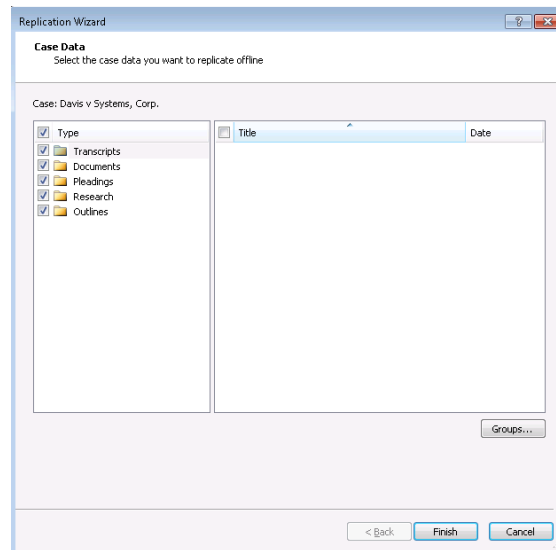 Replication Wizard
Case Data
Select the case data you want to replicate offline
Case: Davis v Systems, Corp.
Type
Title
Date
Transcripts
Documents
Pleadings
Research
Outlines
Groups...
< Back
Finish
Cancel